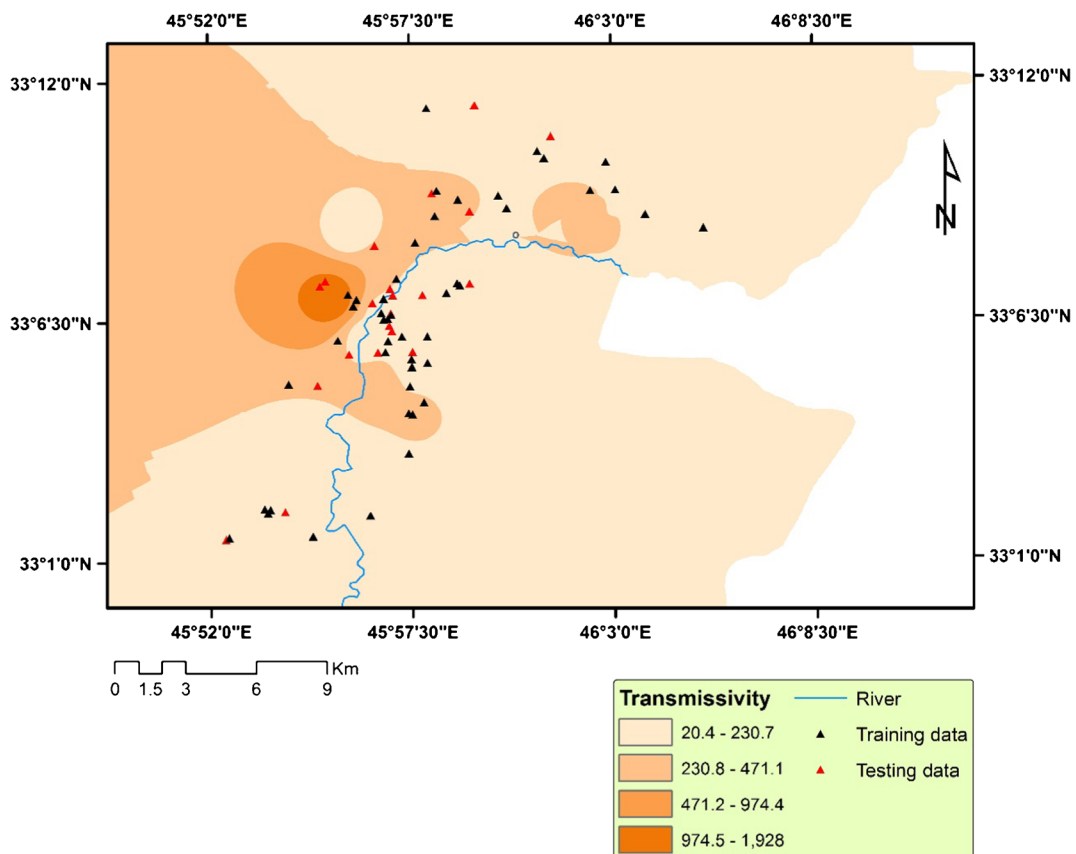 45°52'0"E 45°57'30"E 46°3'0"E 46°8'30"E
33°12'0"N 33°12'0"N
N
33°6'30"N 33°6'30"N
33°1'0"N 33°1'0"N
45°52'0"E 45°57'30"E 46°3'0"E 46°8'30"E
Km
0 1.5 3 6 9
Transmissivity River
20.4 - 230.7 Training data
230.8 - 471.1 Testing data
471.2 - 974.4
974.5 - 1,928